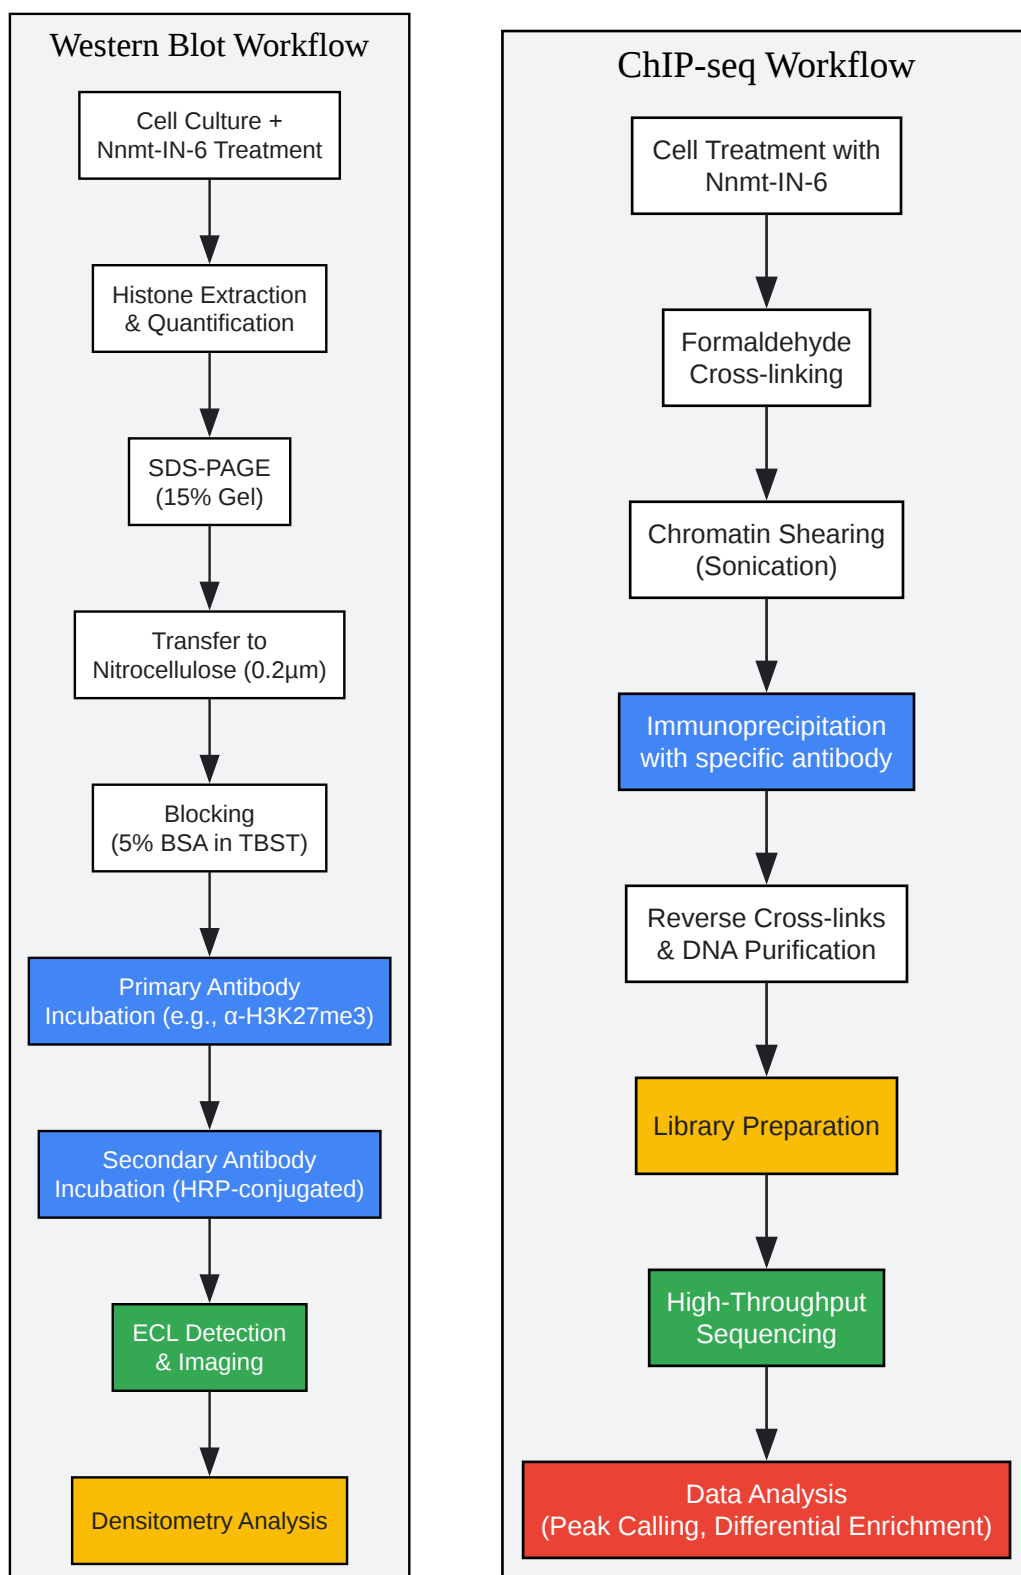 Western Blot Workflow
Cell Culture +
Nnmt-IN-6 Treatment
Histone Extraction
& Quantification
SDS-PAGE
(15% Gel)
Transfer to
Nitrocellulose (0.2µm)
Blocking
(5% BSA in TBST)
Primary Antibody
Incubation (e.g., α-H3K27me3)
Secondary Antibody
Incubation (HRP-conjugated)
ECL Detection
& Imaging
Densitometry Analysis
ChIP-seq Workflow
Cell Treatment with
Nnmt-IN-6
Formaldehyde
Cross-linking
Chromatin Shearing
(Sonication)
Immunoprecipitation
with specific antibody
Reverse Cross-links
& DNA Purification
Library Preparation
High-Throughput
Sequencing
Data Analysis
(Peak Calling, Differential Enrichment)